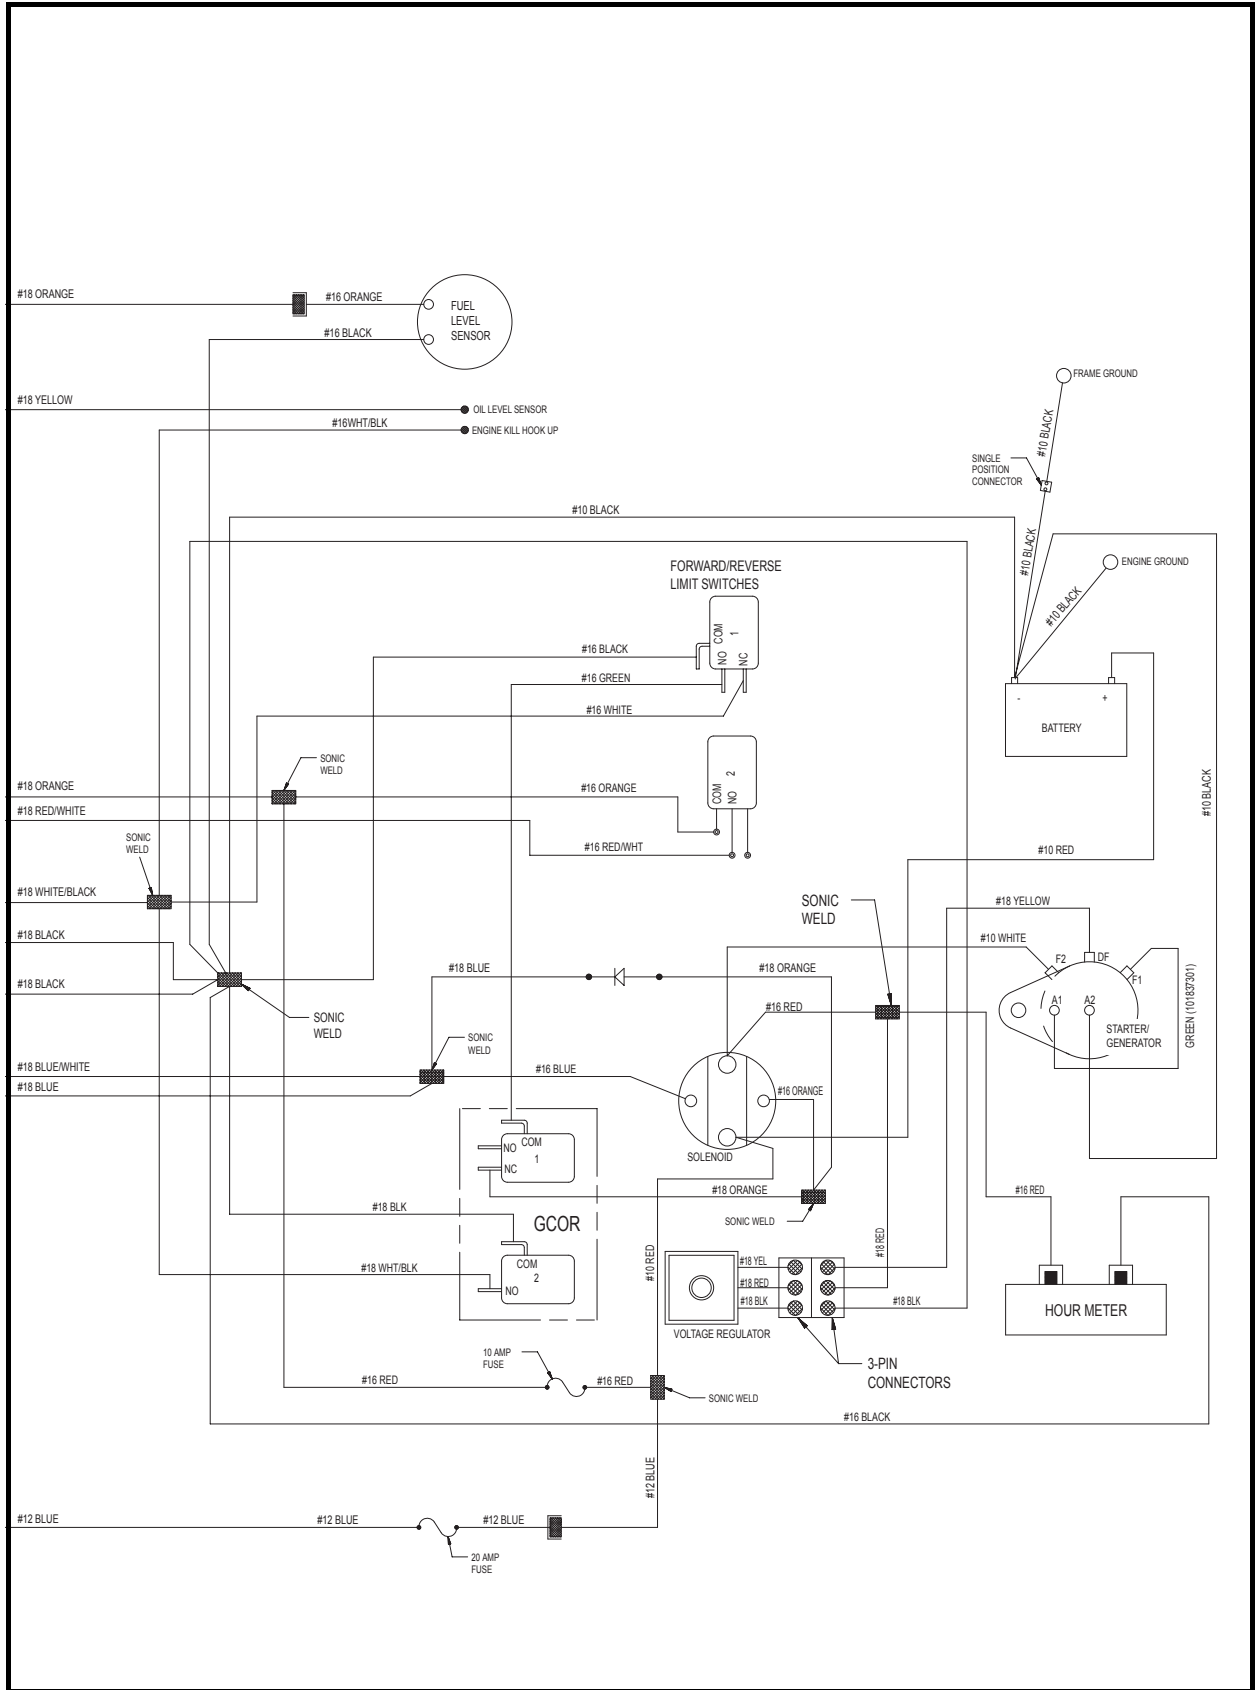 #18 ORANGE
#16 ORANGE
FUEL
LEVEL
SENSOR
#16 BLACK
FRAME GROUND
#18 YELLOW
OIL LEVEL SENSOR
#16WHT/BLK
ENGINE KILL HOOK UP
#10 BLACK
SINGLE
POSITION
CONNECTOR
#10 BLACK
#10 BLACK
FORWARD/REVERSE
LIMIT SWITCHES
ENGINE GROUND
#10 BLACK
COM
1
NO
NC
#16 BLACK
#16 GREEN
#16 WHITE
-
+
BATTERY
SONIC
WELD
#18 ORANGE
#16 ORANGE
COM
NO
2
#10 BLACK
#18 RED/WHITE
SONIC
WELD
#16 RED/WHT
#10 RED
#18 WHITE/BLACK
SONIC
WELD
#18 YELLOW
#18 BLACK
#10 WHITE
F2
DF
F1
#18 BLACK
#18 BLUE
#18 ORANGE
#16 RED
A1
A2
STARTER/
GENERATOR
GREEN (101837301)
SONIC
WELD
SONIC
WELD
#18 BLUE/WHITE
#16 BLUE
#18 BLUE
#16 ORANGE
SOLENOID
COM
NO
1
NC
#18 ORANGE
#16 RED
#18 BLK
GCOR
SONIC WELD
#18 RED
#10 RED
#18 WHT/BLK
COM
2
NO
#18 YEL
#18 RED
#18 BLK
#18 BLK
HOUR METER
VOLTAGE REGULATOR
10 AMP
FUSE
3-PIN
CONNECTORS
#16 RED
#16 RED
SONIC WELD
#16 BLACK
#12 BLUE
#12 BLUE
#12 BLUE
#12 BLUE
20 AMP
FUSE